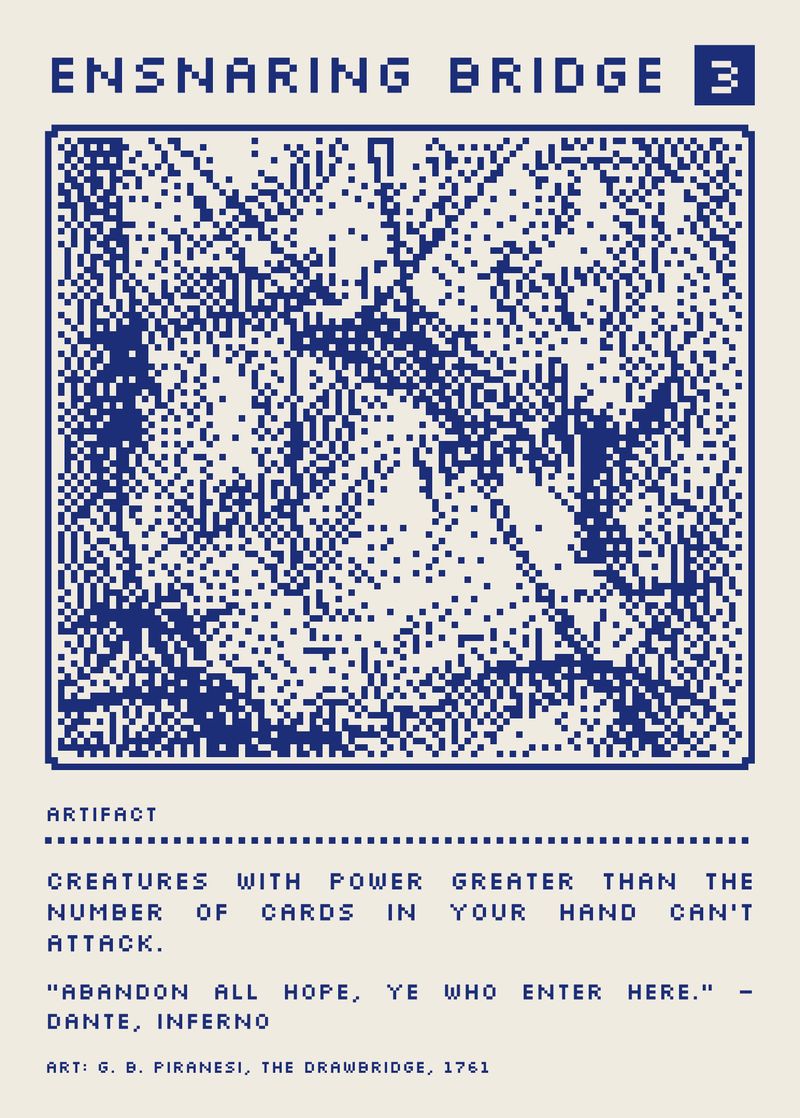 ENSNARING BRIDGE 3
ARTIFACT
CREATURES WITH POWER GREATER THAN THE
NUMBER OF CARDS IN YOUR HAND CAN'T
ATTACK.
"ABANDON ALL HOPE, YE WHO ENTER HERE." –
DANTE, INFERNO
ART: G. B. PIRANESI, THE DRAWBRIDGE, 1761